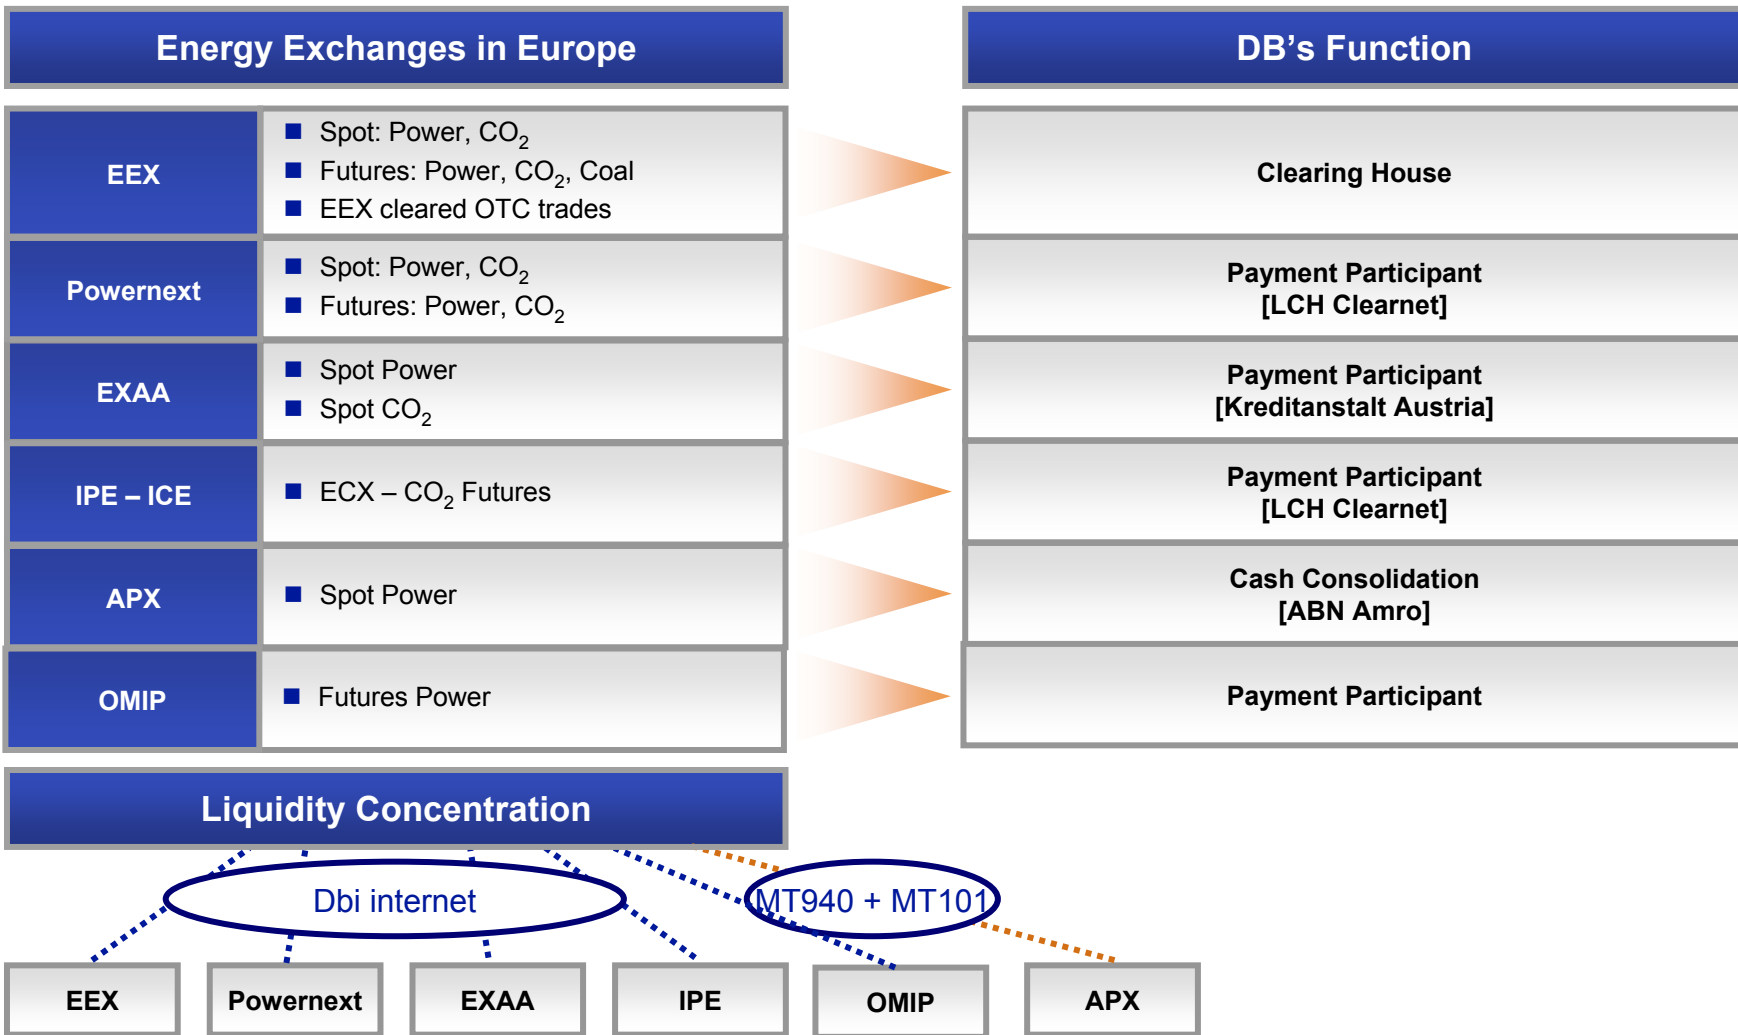 Energy Exchanges in Europe
DB's Function
EEX
Spot: Power, CO2
Futures: Power, CO2, Coal
EEX cleared OTC trades
Clearing House
Powernext
Spot: Power, CO2
Futures: Power, CO2
Payment Participant
[LCH Clearnet]
EXAA
Spot Power
Spot CO2
Payment Participant
[Kreditanstalt Austria]
IPE – ICE
ECX – CO2 Futures
Payment Participant
[LCH Clearnet]
APX
Spot Power
Cash Consolidation
[ABN Amro]
OMIP
Futures Power
Payment Participant
Liquidity Concentration
Dbi internet
MT940 + MT101
EEX
Powernext
EXAA
IPE
OMIP
APX